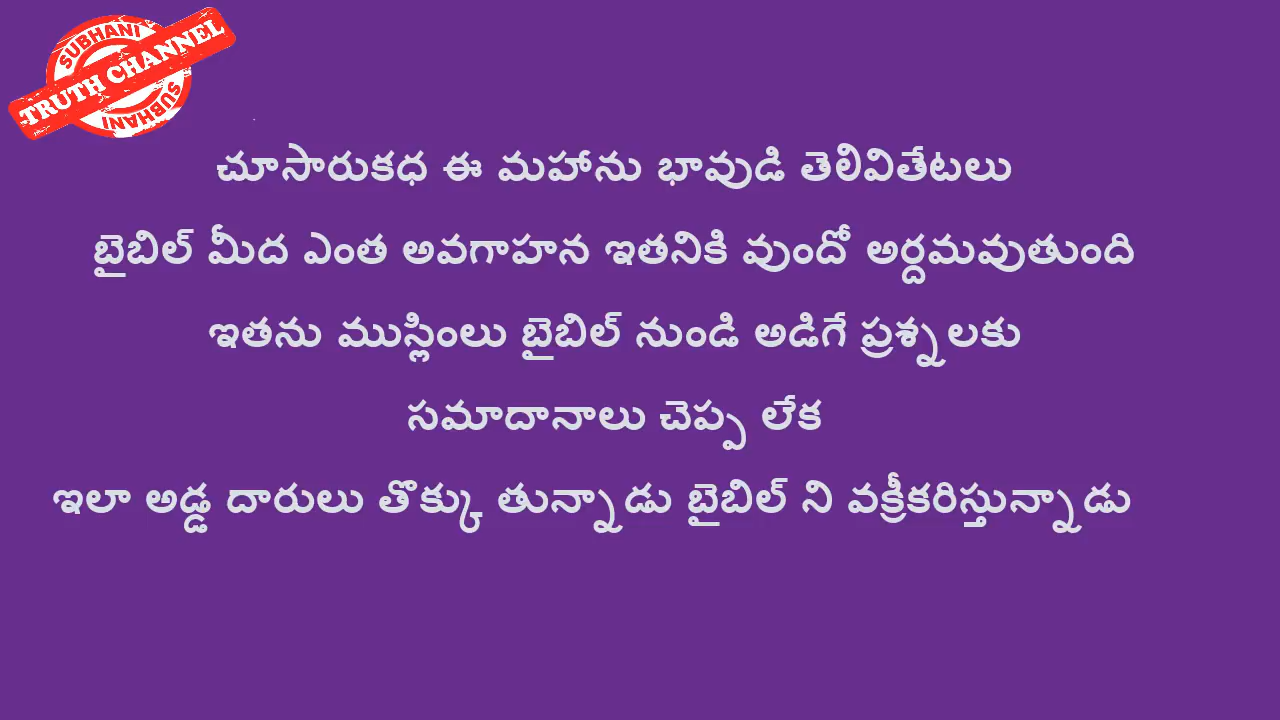 SUBHANI
TRUTH CHANNEL
SUBHANI
చూసారుకధ ఈ మహాను భావుడి తెలివితేటలు
బైబిల్ మీద ఎంత అవగాహన ఇతనికి వుందో అర్దమవుతుంది
ఇతను ముస్లింలు బైబిల్ నుండి అడిగే ప్రశ్నలకు
సమాదానాలు చెప్ప లేక
ఇలా అడ్డ దారులు తొక్కు తున్నాడు బైబిల్ ని వక్రీకరిస్తున్నాడు